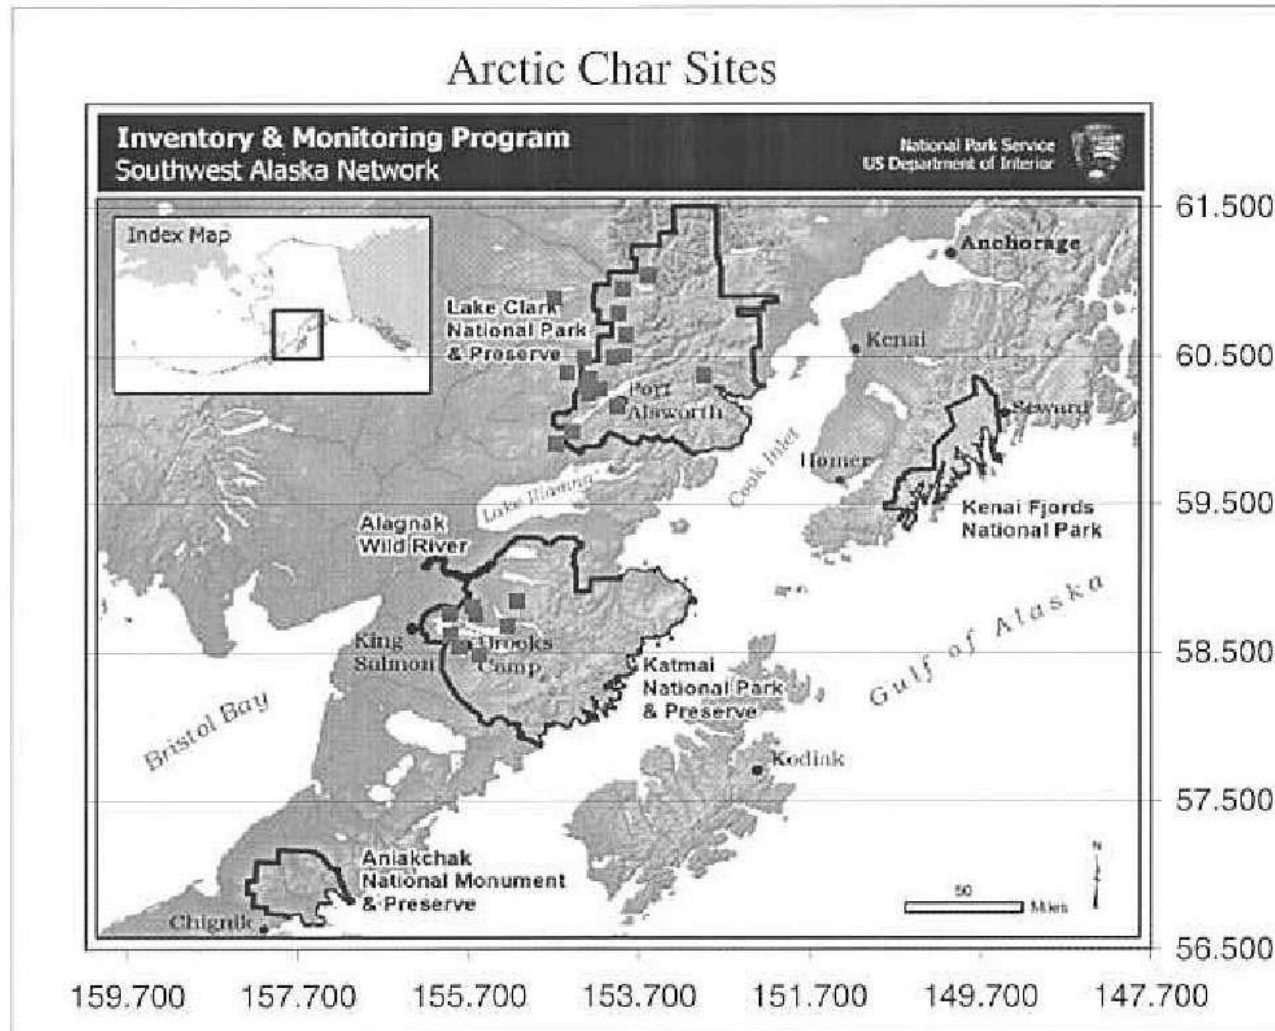 Arctic Char Sites
Inventory & Monitoring Program
Southwest Alaska Network
National Park Service
US Department of Interior
Index Map
61.500
Anchorage
Lake Clark
National Park
& Preserve
Kenai
60.500
Port
Alsworth
Seward
Cook Inlet
Homer
Lake Iliamna
59.500
Kenai Fjords
National Park
Alagnak
Wild River
Gulf of Alaska
King
Salmon
Brooks
Camp
58.500
Katmai
National Park
& Preserve
Bristol Bay
Kodiak
57.500
Aniakchak
National Monument
& Preserve
N
50
Miles
Chignik
56.500
159.700 157.700 155.700 153.700 151.700 149.700 147.700